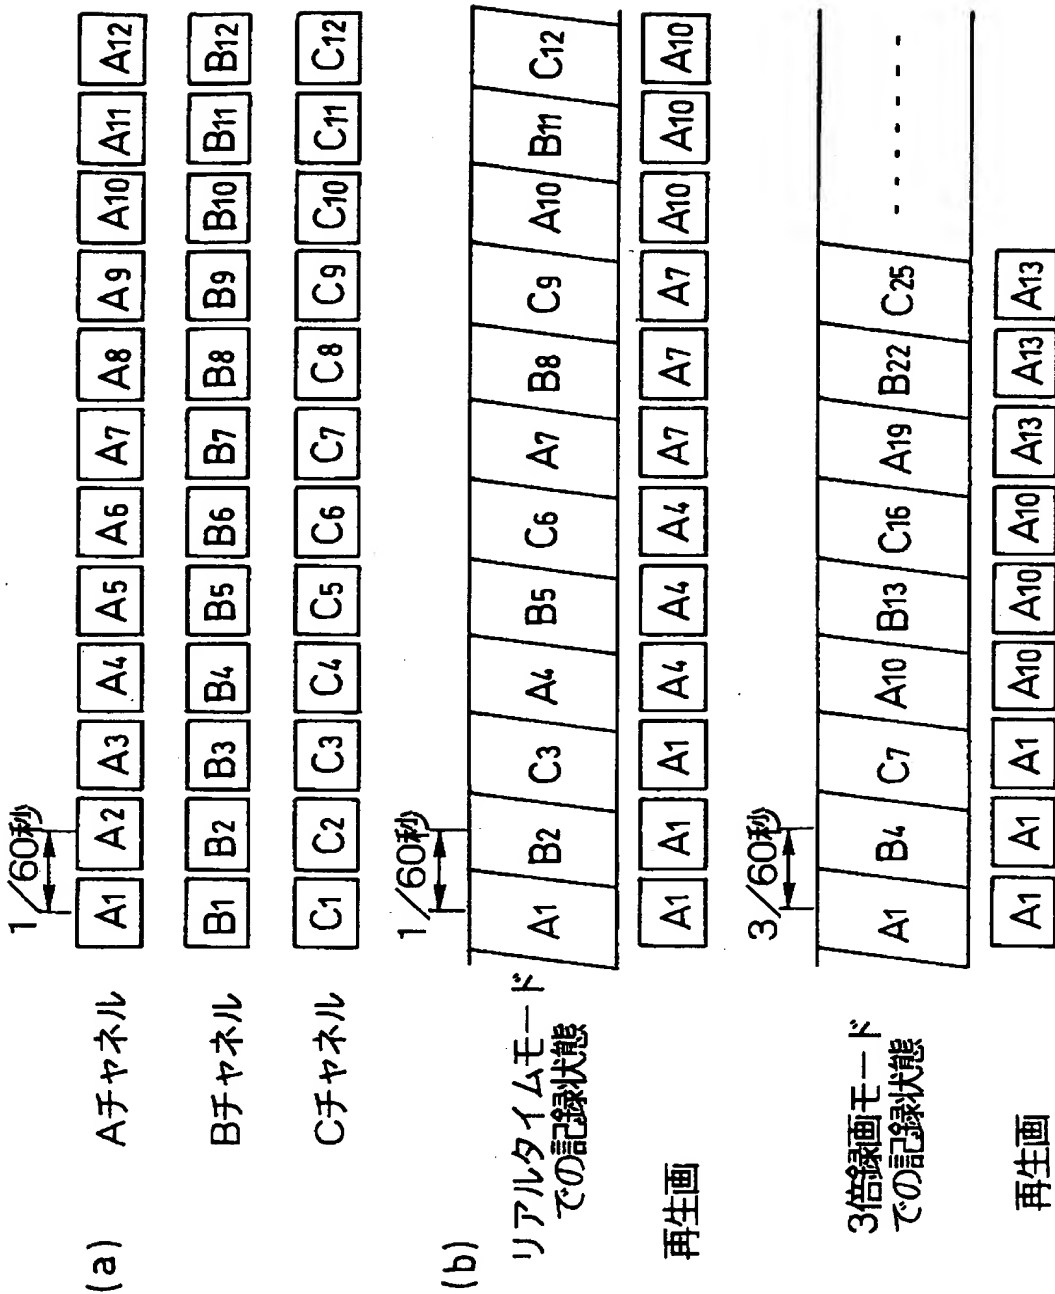 (a)
1/60秒
Aチャネル A1 A2 A3 A4 A5 A6 A7 A8 A9 A10 A11 A12
Bチャネル B1 B2 B3 B4 B5 B6 B7 B8 B9 B10 B11 B12
Cチャネル C1 C2 C3 C4 C5 C6 C7 C8 C9 C10 C11 C12
(b)
1/60秒
リアルタイムモード
での記録状態
A1 B2 C3 A4 B5 C6 A7 B8 C9 A10 B11 C12
再生画 A1 A1 A1 A4 A4 A4 A7 A7 A7 A10 A10 A10
3/60秒
3倍録画モード
での記録状態
A1 B4 C7 A10 B13 C16 A19 B22 C25 ------
再生画 A1 A1 A1 A10 A10 A10 A13 A13 A13